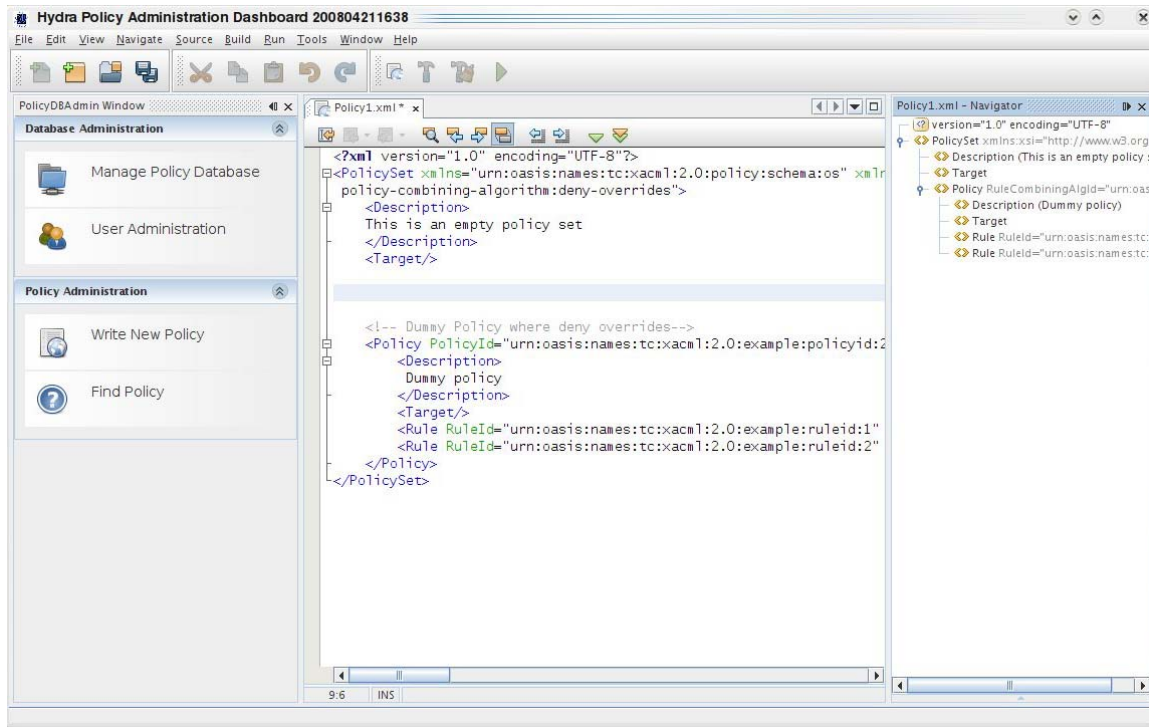 Hydra Policy Administration Dashboard 200804211638
File Edit View Navigate Source Build Run Tools Window Help
PolicyDBAdmin Window
Database Administration
Manage Policy Database
User Administration
Policy Administration
Write New Policy
Find Policy
Policy1.xml *
<?xml version="1.0" encoding="UTF-8"?>
<PolicySet xmlns="urn:oasis:names:tc:xacml:2.0:policy:schema:os" xmlr
policy-combining-algorithm:deny-overrides">
<Description>
This is an empty policy set
</Description>
<Target/>
<!-- Dummy Policy where deny overrides-->
<Policy PolicyId="urn:oasis:names:tc:xacml:2.0:example:policyid:2
<Description>
Dummy policy
</Description>
<Target/>
<Rule RuleId="urn:oasis:names:tc:xacml:2.0:example:ruleid:1"
<Rule RuleId="urn:oasis:names:tc:xacml:2.0:example:ruleid:2"
</Policy>
</PolicySet>
9:6 INS
Policy1.xml - Navigator
version="1.0" encoding="UTF-8"
PolicySet xmlns:xsi="http://www.w3.org
Description (This is an empty policy
Target
Policy RuleCombiningAlgId="urn:oas
Description (Dummy policy)
Target
Rule RuleId="urn:oasis:names:tc:
Rule RuleId="urn:oasis:names:tc: